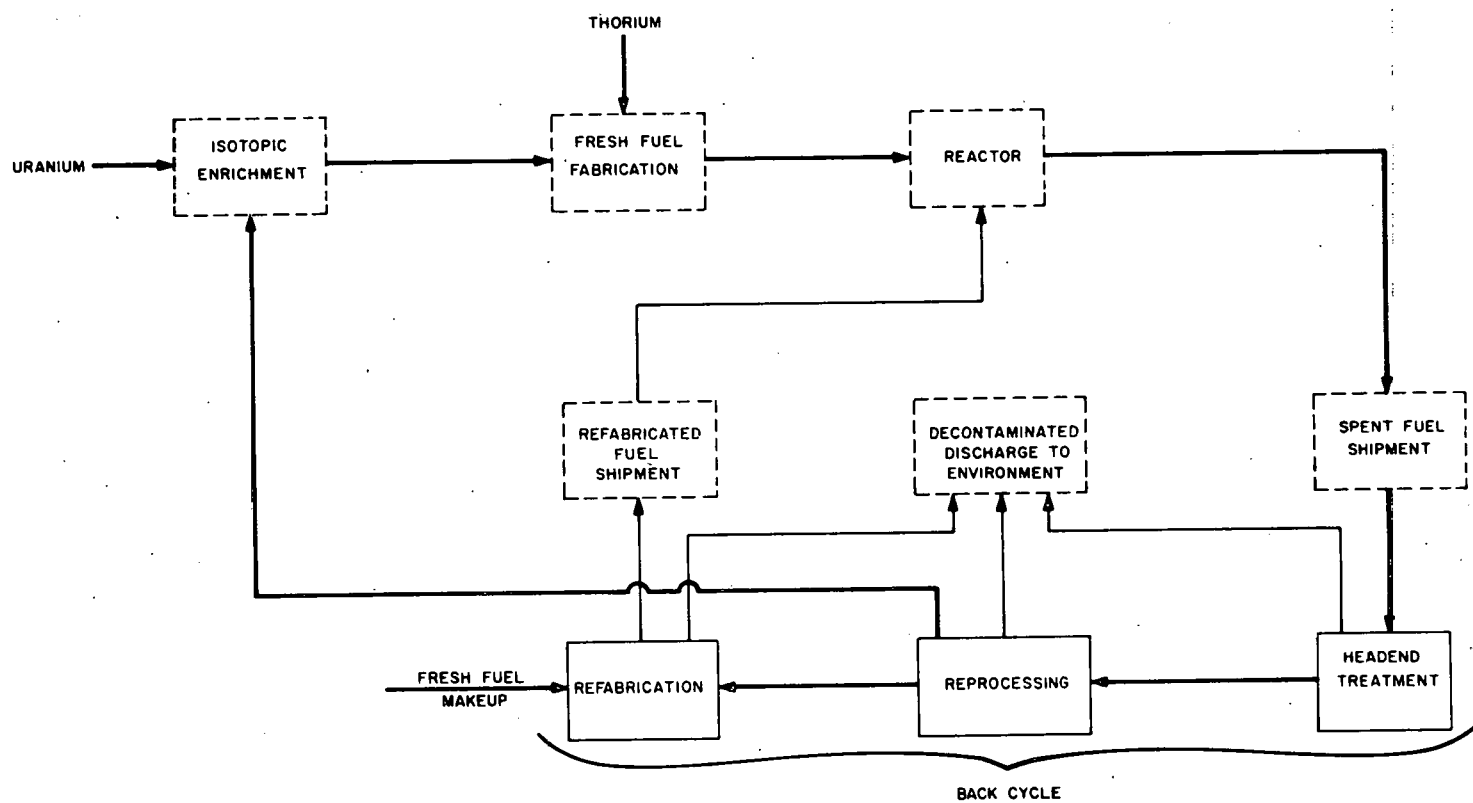 THORIUM
URANIUM
ISOTOPIC
ENRICHMENT
FRESH FUEL
FABRICATION
REACTOR
REFABRICATED
FUEL
SHIPMENT
DECONTAMINATED
DISCHARGE TO
ENVIRONMENT
SPENT FUEL
SHIPMENT
FRESH FUEL
MAKEUP
REFABRICATION
REPROCESSING
HEADEND
TREATMENT
BACK CYCLE